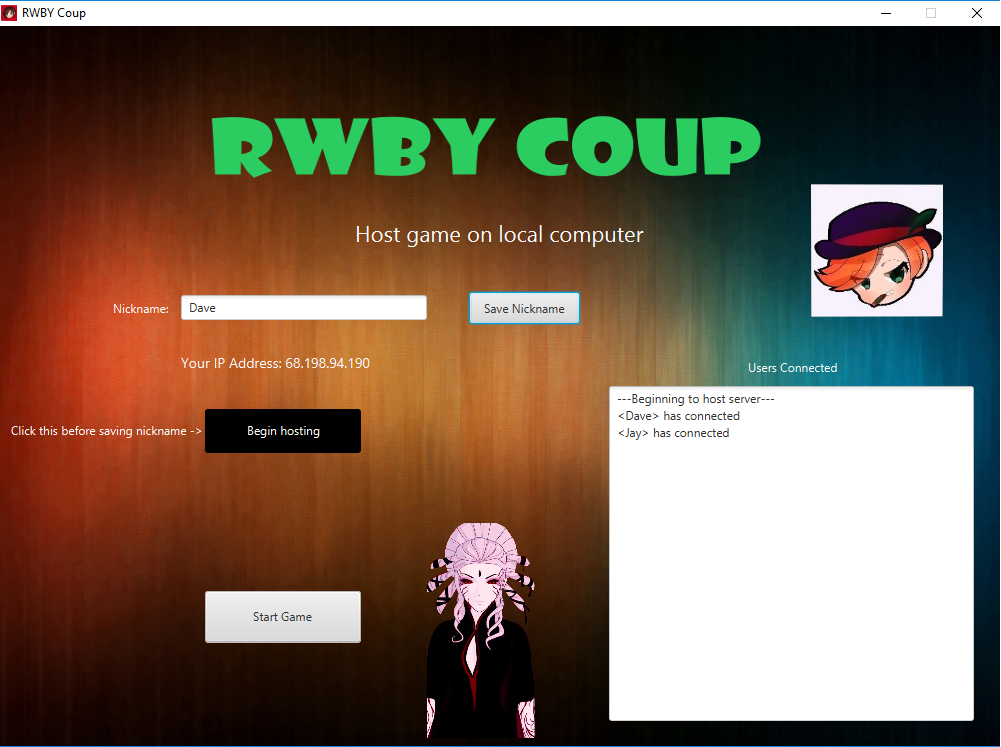 RWBY Coup
RWBY COUP
Host game on local computer
Nickname:
Dave
Save Nickname
Your IP Address: 68.198.94.190
Users Connected
---Beginning to host server---
<Dave> has connected
<Jay> has connected
Click this before saving nickname ->
Begin hosting
Start Game